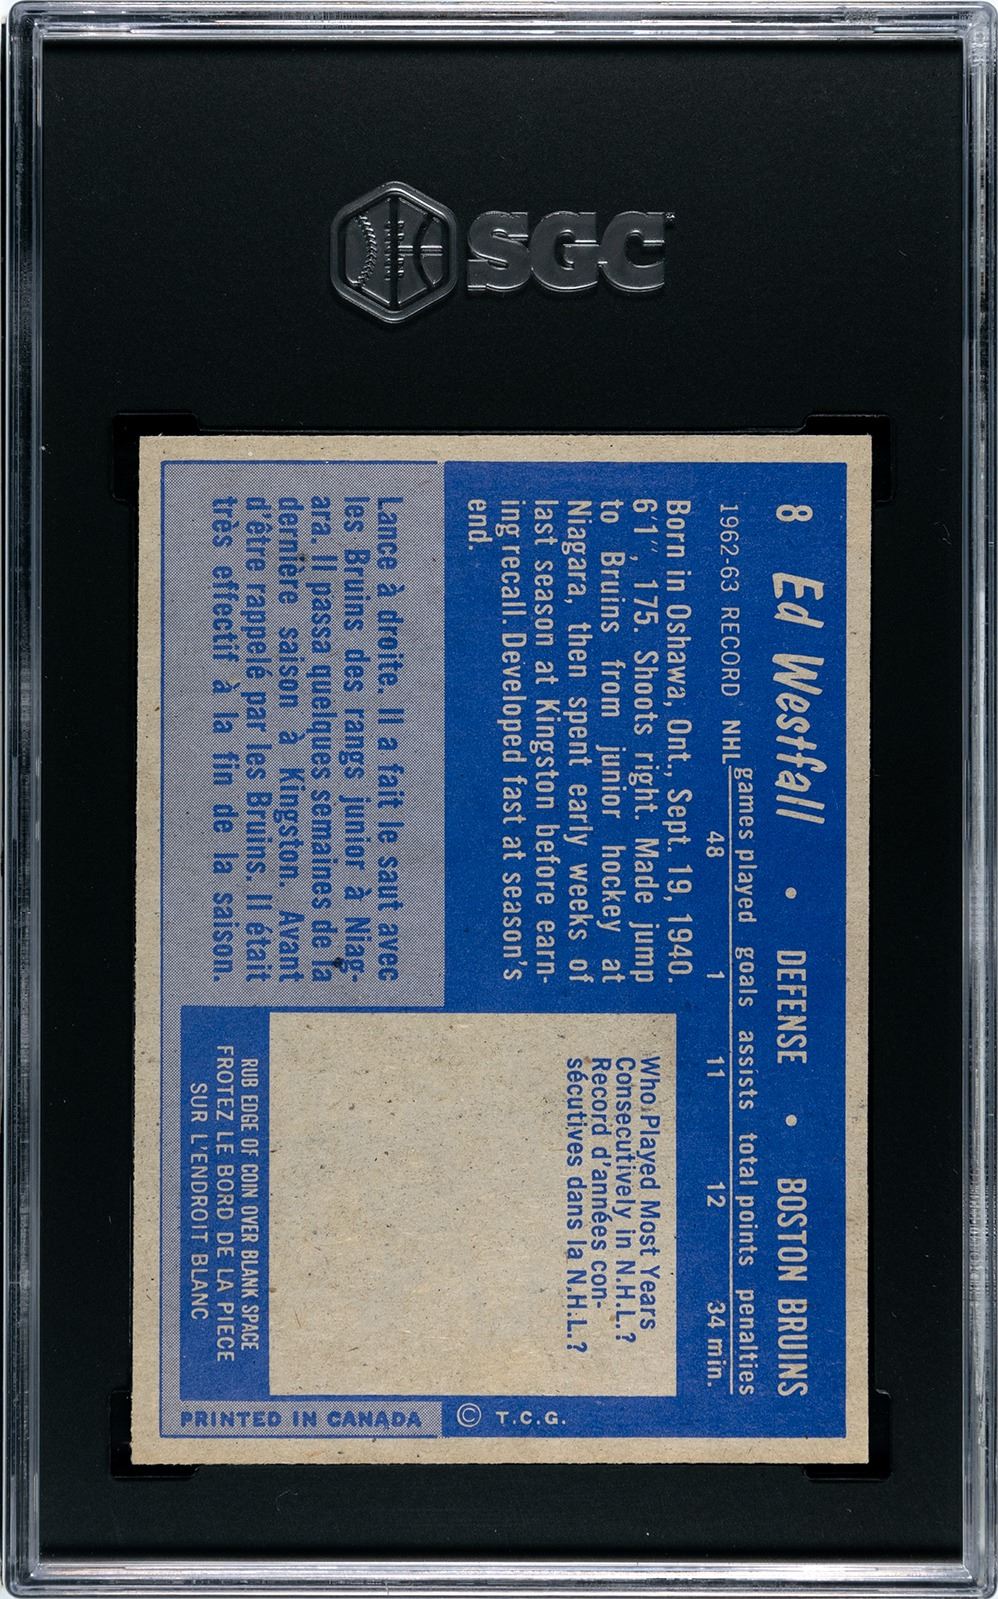 SGC
8 Ed Westfall • DEFENSE • BOSTON BRUINS
games played goals assists total points penalties
1962-63 RECORD NHL 48 1 11 12 34 min.
Born in Oshawa, Ont., Sept. 19, 1940.
6'1", 175. Shoots right. Made jump
to Bruins from junior hockey at
Niagara, then spent early weeks of
last season at Kingston before earn-
ing recall. Developed fast at season's
end.
Lance à droite. Il a fait le saut avec
les Bruins des rangs junior à Niag-
ara. Il passa quelques semaines de la
dernière saison à Kingston. Avant
d'être rappelé par les Bruins. Il était
très effectif à la fin de la saison.
Who Played Most Years
Consecutively in N.H.L.?
Record d'années con-
sécutives dans la N.H.L.?
RUB EDGE OF COIN OVER BLANK SPACE
FROTEZ LE BORD DE LA PIECE
SUR L'ENDROIT BLANC
© T.C.G.
PRINTED IN CANADA